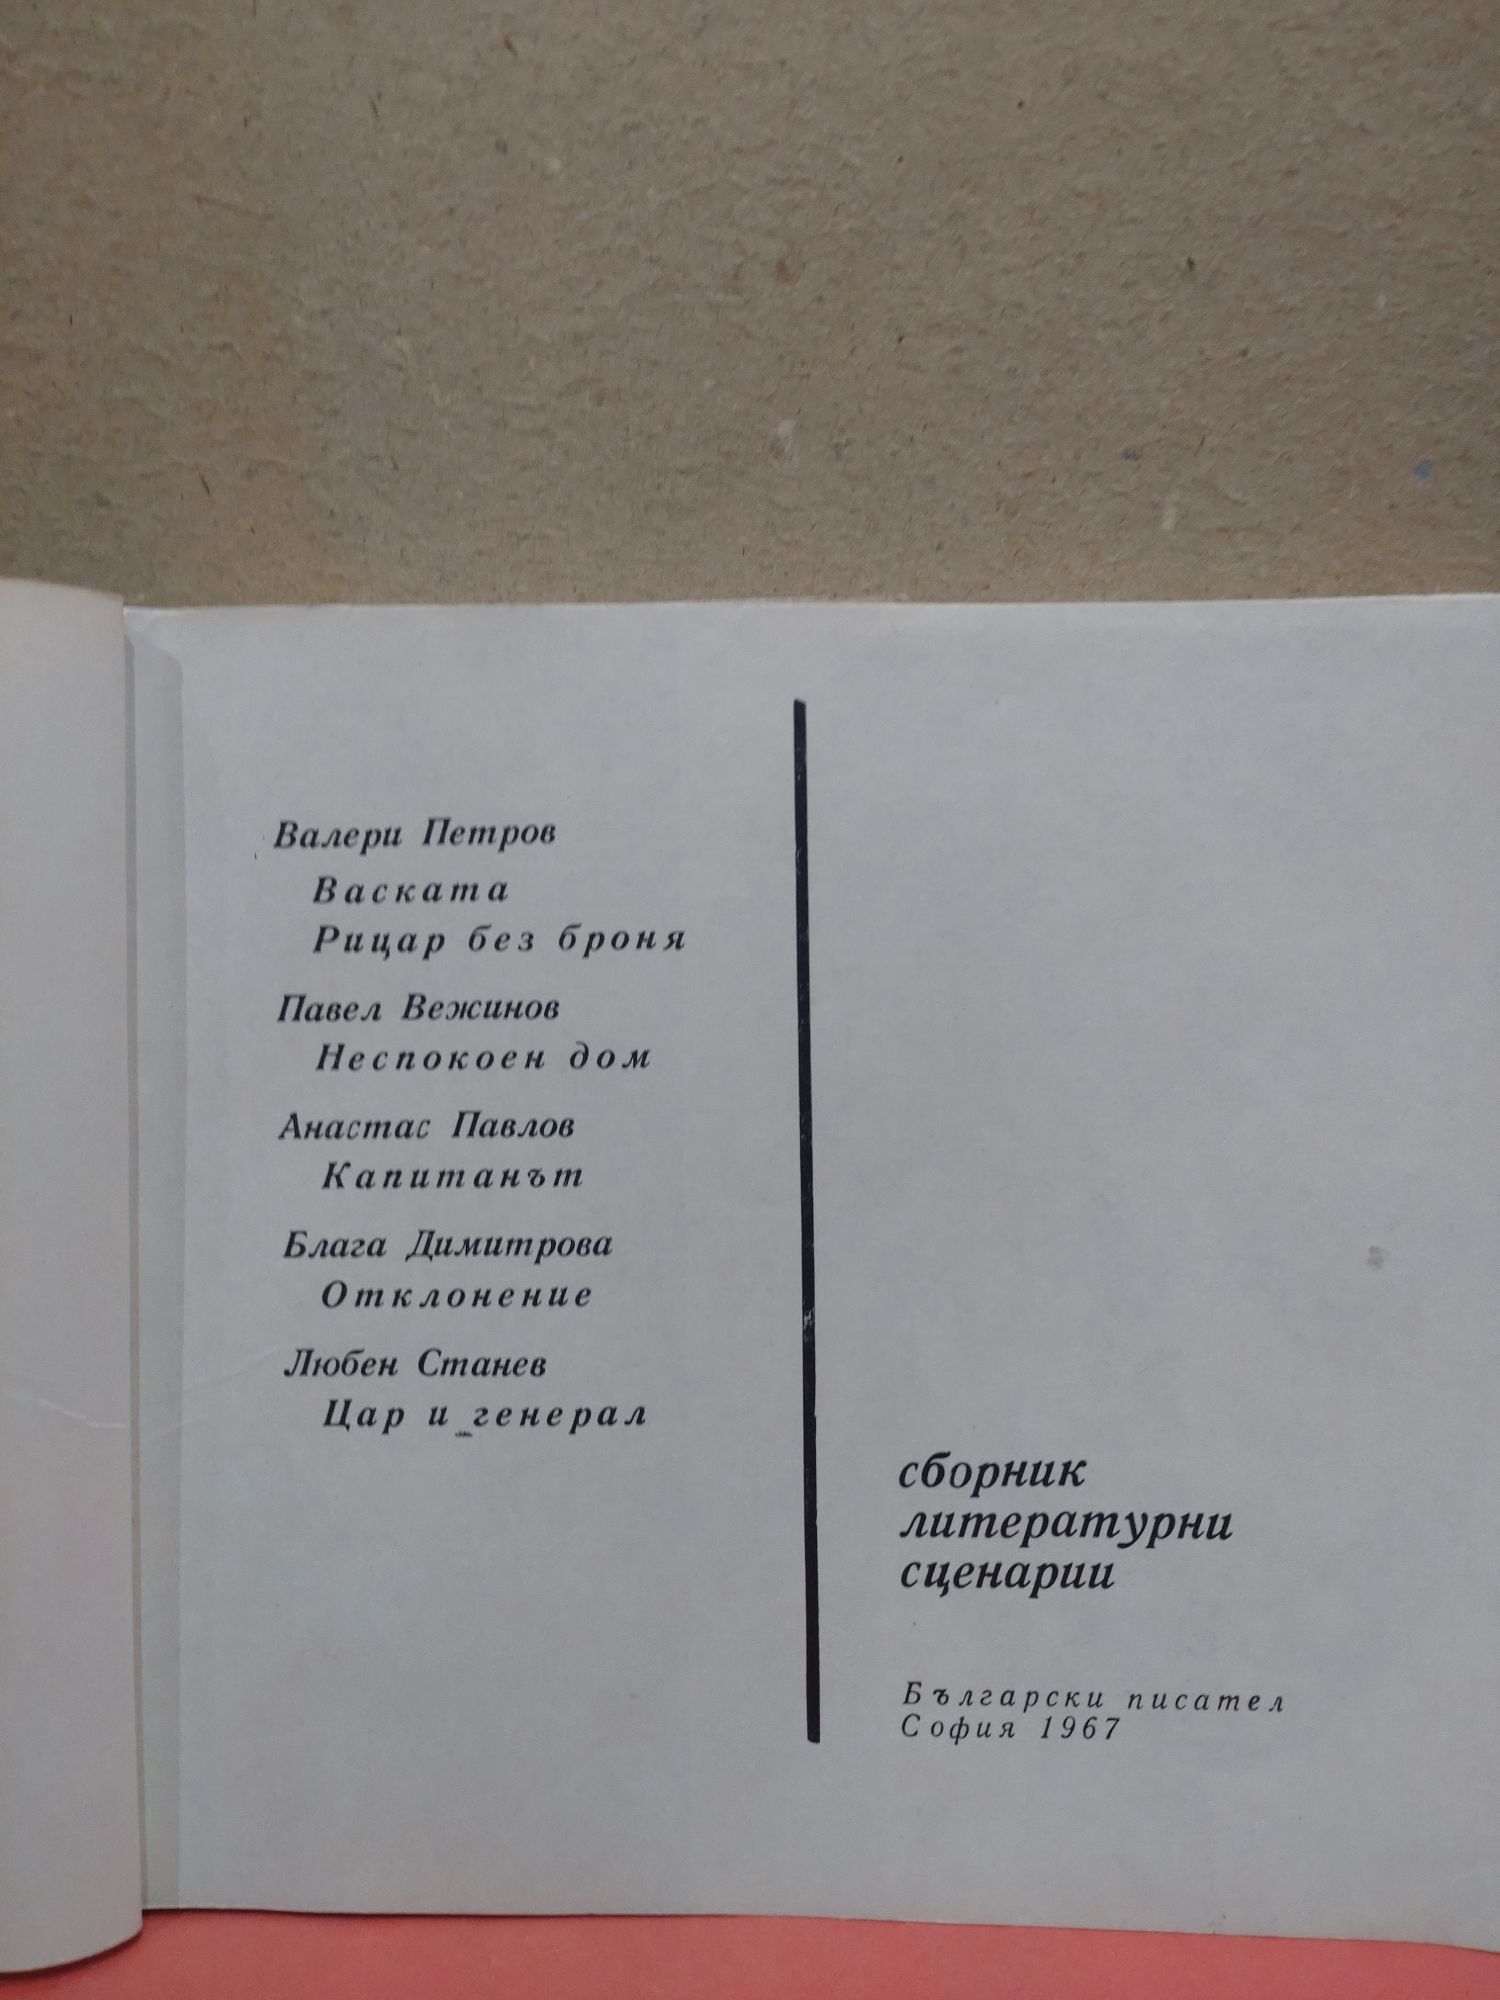 Валери Петров
Васката
Рицар без броня
Павел Вежинов
Неспокоен дом
Анастас Павлов
Капитанът
Блага Димитрова
Отклонение
Любен Станев
Цар и генерал
сборник
литературни
сценарии
Български писател
София 1967